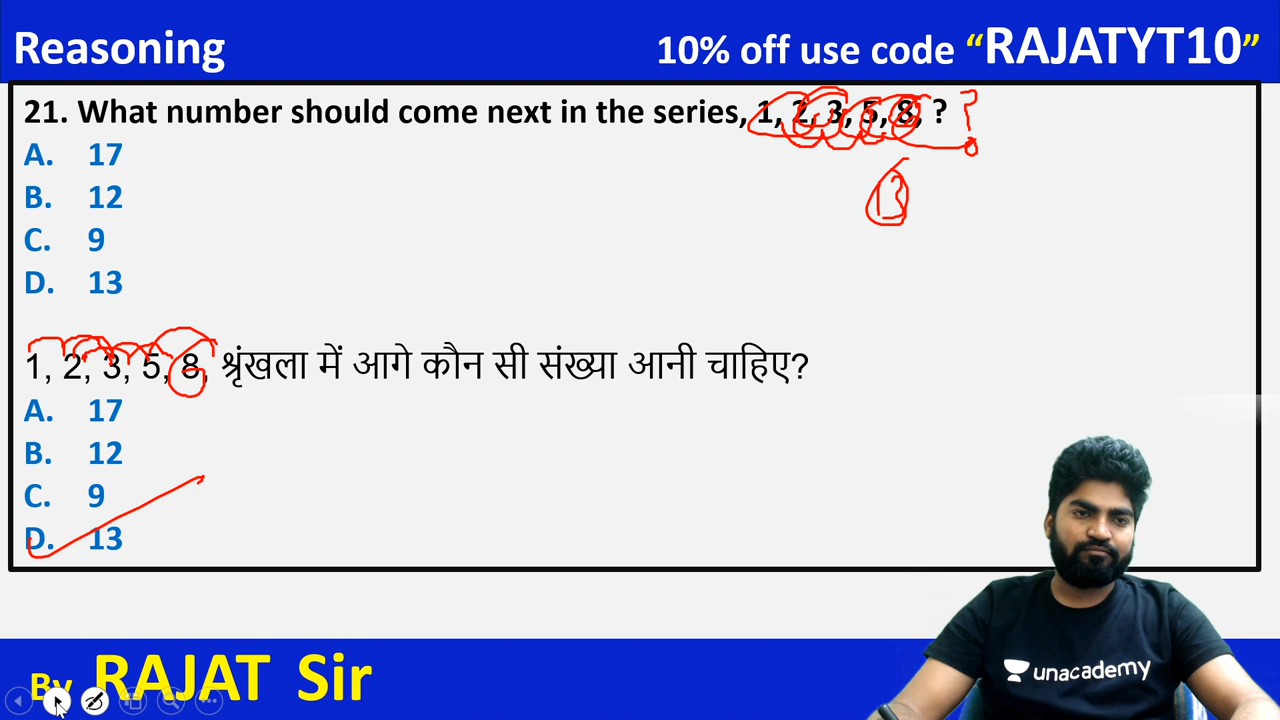 Reasoning
10% off use code “RAJATYT10”
21. What number should come next in the series, 1, 2, 3, 5, 8, ?
?
13
A. 17
B. 12
C. 9
D. 13
1, 2, 3, 5, 8, श्रृंखला में आगे कौन सी संख्या आनी चाहिए?
A. 17
B. 12
C. 9
D. 13
unacademy
By RAJAT Sir